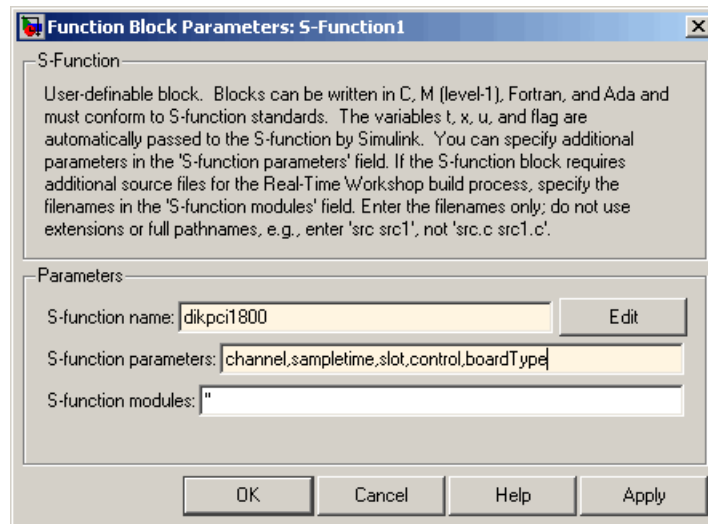 Function Block Parameters: S-Function1
S-Function
User-definable block.  Blocks can be written in C, M (level-1), Fortran, and Ada and
must conform to S-function standards.  The variables t, x, u, and flag are
automatically passed to the S-function by Simulink.  You can specify additional
parameters in the 'S-function parameters' field. If the S-function block requires
additional source files for the Real-Time Workshop build process, specify the
filenames in the 'S-function modules' field. Enter the filenames only; do not use
extensions or full pathnames, e.g., enter 'src src1', not 'src.c src1.c'.
Parameters
S-function name: dikpci1800 Edit
S-function parameters: channel,sampletime,slot,control,boardType
S-function modules: ''
OK Cancel Help Apply